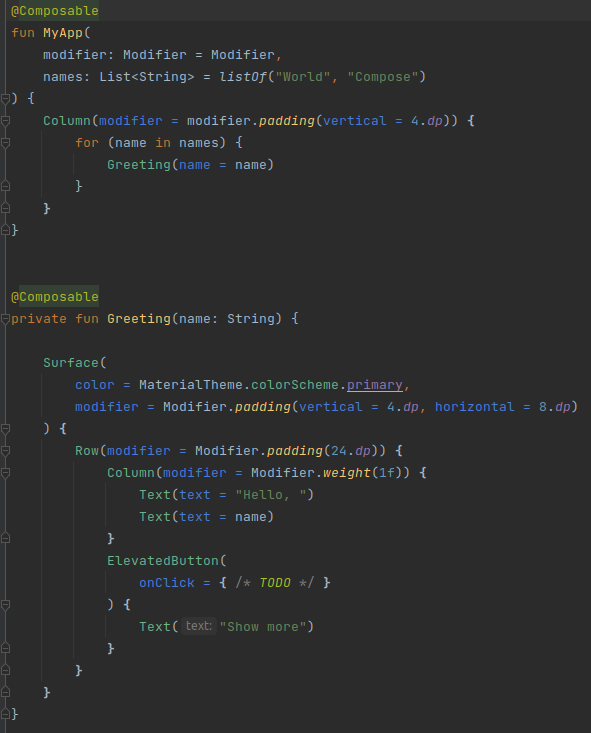 @Composable
fun MyApp(
    modifier: Modifier = Modifier,
    names: List<String> = listOf("World", "Compose")
) {
    Column(modifier = modifier.padding(vertical = 4.dp)) {
        for (name in names) {
            Greeting(name = name)
        }
    }
}
@Composable
private fun Greeting(name: String) {
    Surface(
        color = MaterialTheme.colorScheme.primary,
        modifier = Modifier.padding(vertical = 4.dp, horizontal = 8.dp)
    ) {
        Row(modifier = Modifier.padding(24.dp)) {
            Column(modifier = Modifier.weight(1f)) {
                Text(text = "Hello, ")
                Text(text = name)
            }
            ElevatedButton(
                onClick = { /* TODO */ }
            ) {
                Text( text: "Show more")
            }
        }
    }
}